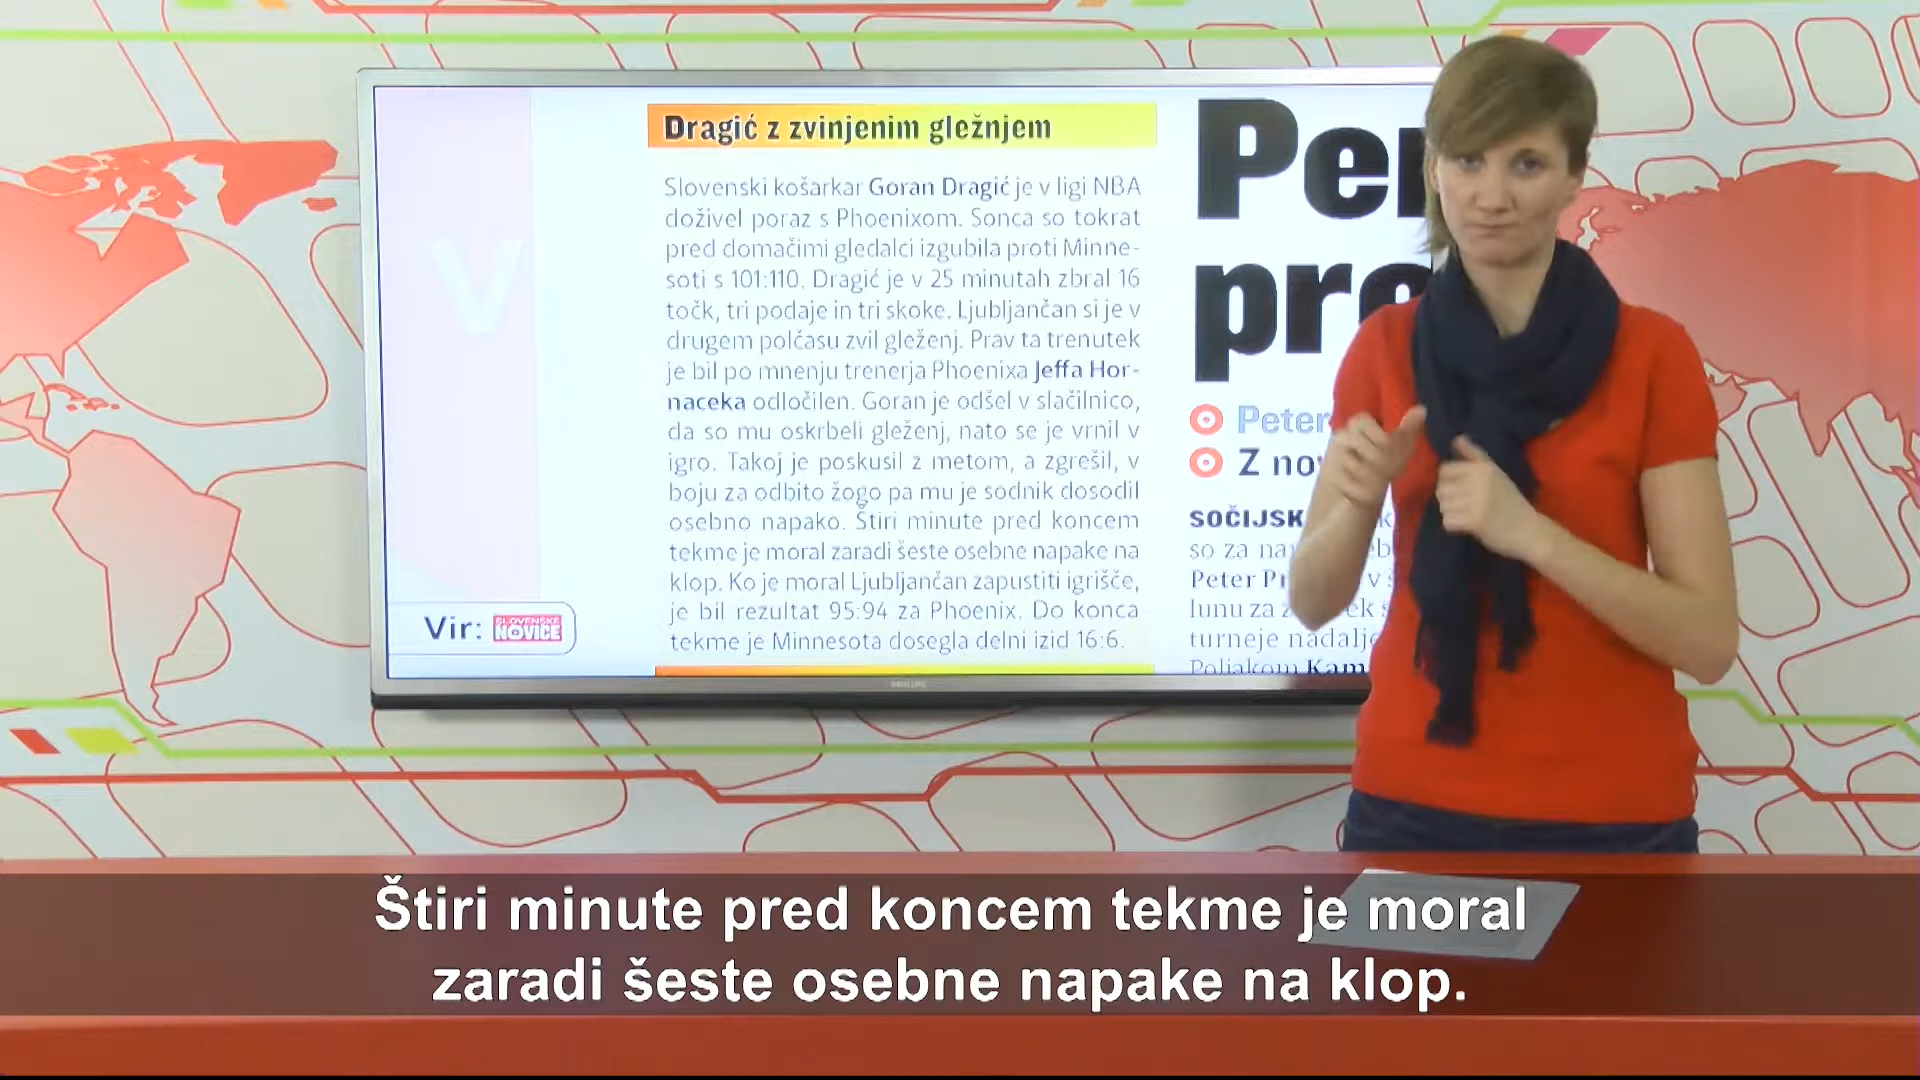 Dragić z zvinjenim gležnjem
Slovenski košarkar Goran Dragić je v ligi NBA
doživel poraz s Phoenixom. Sonca so tokrat
pred domačimi gledalci izgubila proti Minne-
soti s 101:110. Dragić je v 25 minutah zbral 16
točk, tri podaje in tri skoke. Ljubljančan si je v
drugem polčasu zvil gleženj. Prav ta trenutek
je bil po mnenju trenerja Phoenixa Jeffa Hor-
naceka odločilen. Goran je odšel v slačilnico,
da so mu oskrbeli gleženj, nato se je vrnil v
igro. Takoj je poskusil z metom, a zgrešil, v
boju za odbito žogo pa mu je sodnik dosodil
osebno napako. Štiri minute pred koncem
tekme je moral zaradi šeste osebne napake na
klop. Ko je moral Ljubljančan zapustiti igrišče,
je bil rezultat 95:94 za Phoenix. Do konca
tekme je Minnesota dosegla delni izid 16:6.
V
Vir: SLOVENSKE
NOVICE
PHILIPS
Pe
pr
Peter
Z no
SOČIJSK
so za na
Peter P
lunu za
turneje nadalj
Poljakom Kam
Štiri minute pred koncem tekme je moral
zaradi šeste osebne napake na klop.